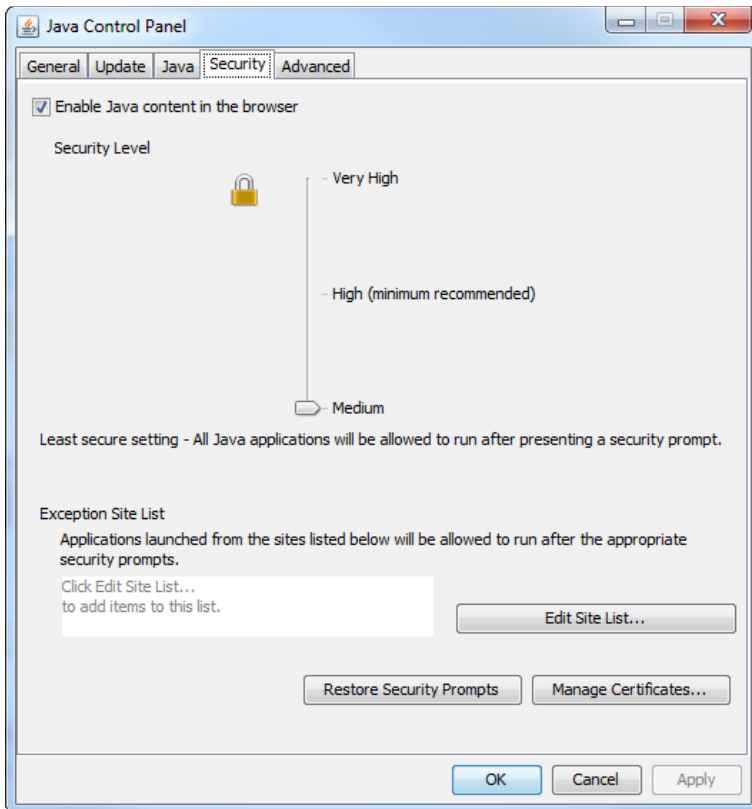 Java Control Panel
General Update Java Security Advanced
Enable Java content in the browser
Security Level
Very High
High (minimum recommended)
Medium
Least secure setting - All Java applications will be allowed to run after presenting a security prompt.
Exception Site List
Applications launched from the sites listed below will be allowed to run after the appropriate
security prompts.
Click Edit Site List...
to add items to this list.
Edit Site List...
Restore Security Prompts Manage Certificates...
OK Cancel Apply